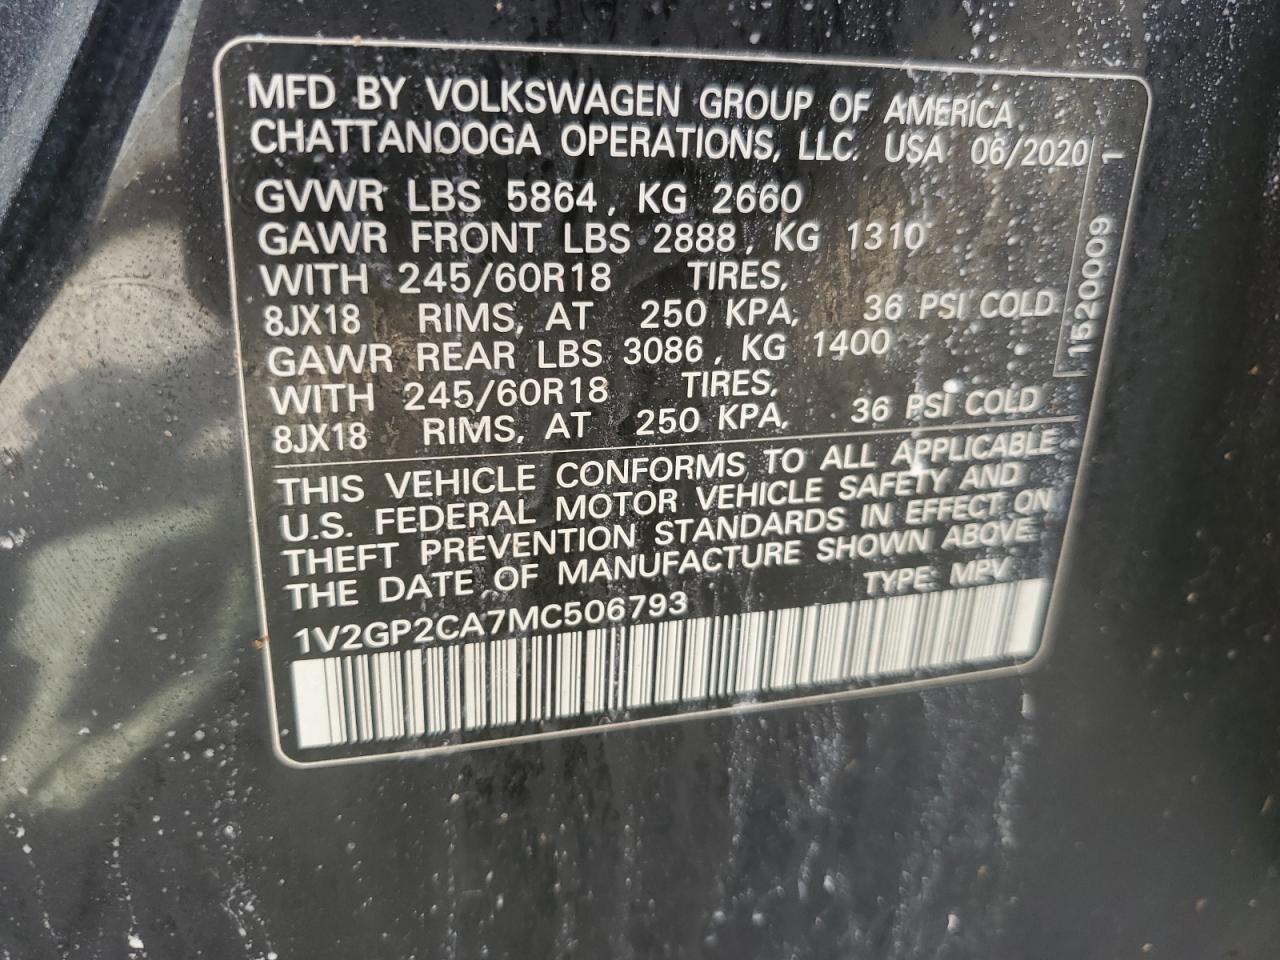 MFD BY VOLKSWAGEN GROUP OF AMERICA
CHATTANOOGA OPERATIONS, LLC. USA 06/2020
GVWR LBS 5864, KG 2660
GAWR FRONT LBS 2888, KG 1310
WITH 245/60R18 TIRES,
8JX18 RIMS, AT 250 KPA, 36 PSI COLD
GAWR REAR LBS 3086, KG 1400
WITH 245/60R18 TIRES,
8JX18 RIMS, AT 250 KPA, 36 PSI COLD
THIS VEHICLE CONFORMS TO ALL APPLICABLE
U.S. FEDERAL MOTOR VEHICLE SAFETY AND
THEFT PREVENTION STANDARDS IN EFFECT ON
THE DATE OF MANUFACTURE SHOWN ABOVE
TYPE: MPV
1V2GP2CA7MC506793
1520009 1